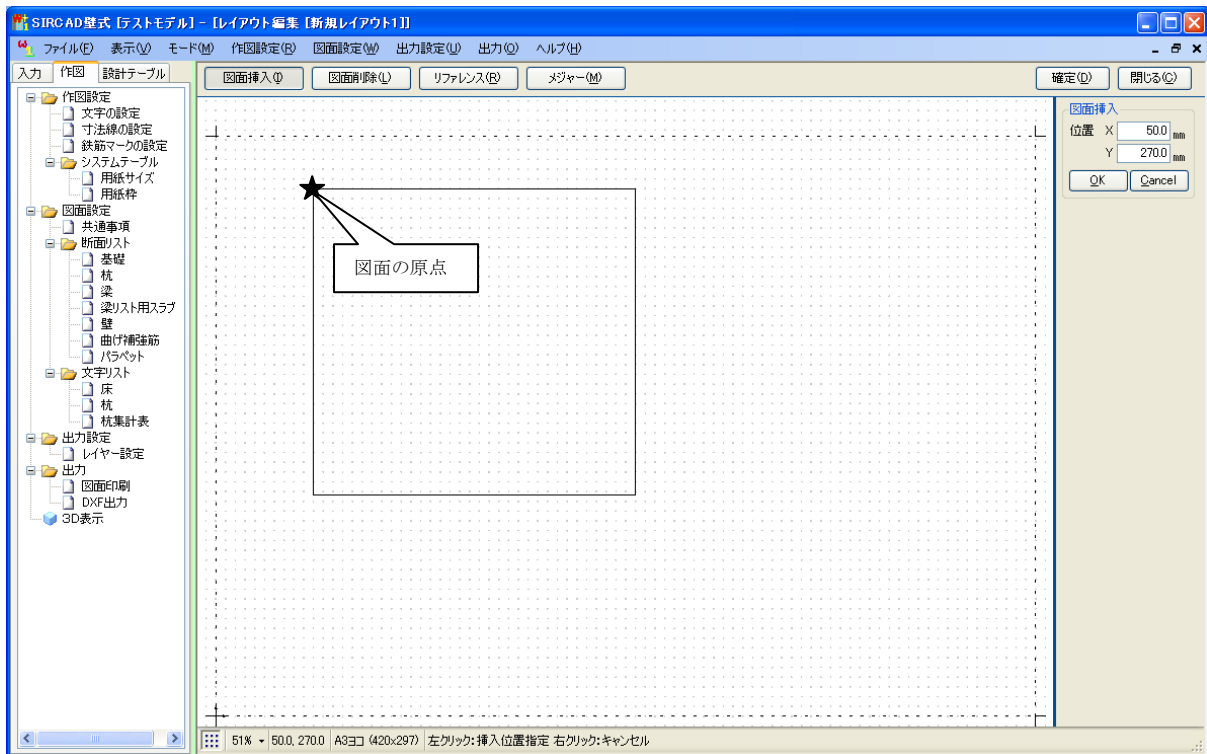 SIRCAD壁式 [テストモデル] - [レイアウト編集 [新規レイアウト1]]
ファイル(F) 表示(V) モード(M) 作図設定(R) 図面設定(W) 出力設定(U) 出力(O) ヘルプ(H)
入力 作図 設計テーブル
図面挿入(I) 図面削除(L) リファレンス(R) メジャー(M) 確定(D) 閉じる(C)
作図設定
文字の設定
寸法線の設定
鉄筋マークの設定
システムテーブル
用紙サイズ
用紙枠
図面設定
共通事項
断面リスト
基礎
杭
梁
梁リスト用スラブ
壁
曲げ補強筋
パラペット
文字リスト
床
杭
杭集計表
出力設定
レイヤー設定
出力
図面印刷
DXF出力
3D表示
図面の原点
図面挿入
位置 X 50.0 mm
Y 270.0 mm
OK Cancel
51% 50.0, 270.0 A3ヨコ (420x297) 左クリック:挿入位置指定 右クリック:キャンセル